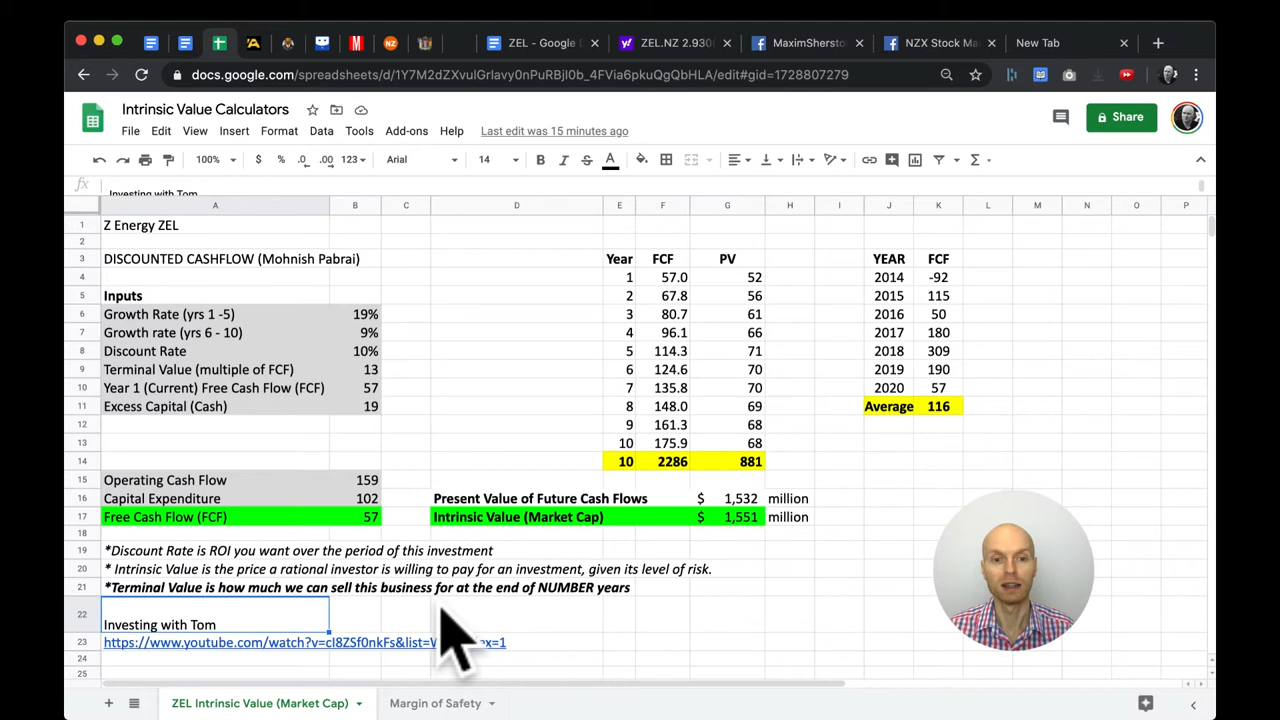 ZEL - Google D
ZEL.NZ 2.930
MaximSherst
NZX Stock Ma
New Tab
docs.google.com/spreadsheets/d/1Y7M2dZXvulGrlavy0nPuRBjl0b_4FVia6pkuQgQbHLA/edit#gid=1728807279
Intrinsic Value Calculators
File Edit View Insert Format Data Tools Add-ons Help Last edit was 15 minutes ago
Share
100% $ % .0 .00 123 Arial 14 B I S A
fx Investing with Tom
A B C D E F G H I J K L M N O P
1 Z Energy ZEL
2
3 DISCOUNTED CASHFLOW (Mohnish Pabrai) Year FCF PV YEAR FCF
4 1 57.0 52 2014 -92
5 Inputs 2 67.8 56 2015 115
6 Growth Rate (yrs 1 -5) 19% 3 80.7 61 2016 50
7 Growth rate (yrs 6 - 10) 9% 4 96.1 66 2017 180
8 Discount Rate 10% 5 114.3 71 2018 309
9 Terminal Value (multiple of FCF) 13 6 124.6 70 2019 190
10 Year 1 (Current) Free Cash Flow (FCF) 57 7 135.8 70 2020 57
11 Excess Capital (Cash) 19 8 148.0 69 Average 116
12 9 161.3 68
13 10 175.9 68
14 10 2286 881
15 Operating Cash Flow 159
16 Capital Expenditure 102 Present Value of Future Cash Flows $ 1,532 million
17 Free Cash Flow (FCF) 57 Intrinsic Value (Market Cap) $ 1,551 million
18
19 *Discount Rate is ROI you want over the period of this investment
20 * Intrinsic Value is the price a rational investor is willing to pay for an investment, given its level of risk.
21 *Terminal Value is how much we can sell this business for at the end of NUMBER years
22 Investing with Tom
23 https://www.youtube.com/watch?v=cI8ZSf0nkFs&list=W ex=1
24
25
ZEL Intrinsic Value (Market Cap) Margin of Safety